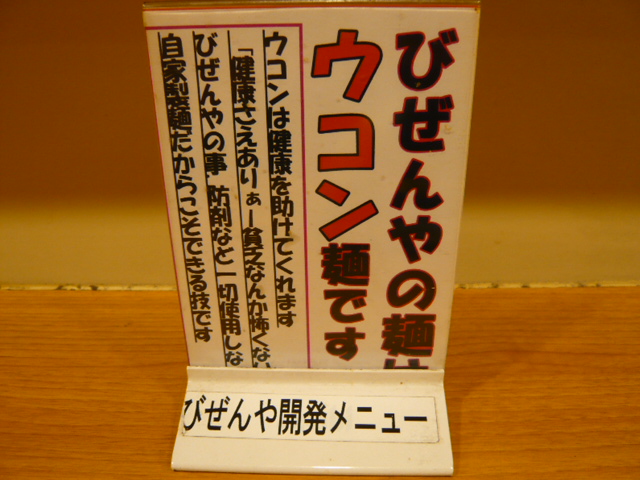 びぜんやの麺は
ウコン麺です
ウコンは健康を助けてくれます
「健康さえありぁー貧乏なんか怖くない
びぜんやの事 防剤など一切使用しな
自家製麺だからこそできる技です
びぜんや開発メニュー